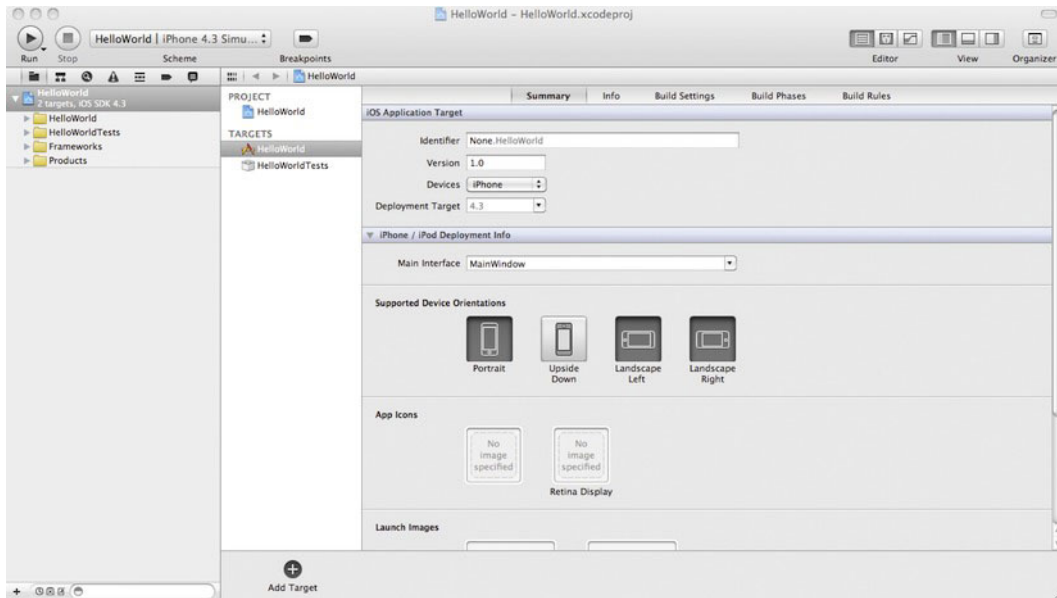 HelloWorld - HelloWorld.xcodeproj
HelloWorld | iPhone 4.3 Simu...
Run Stop Scheme Breakpoints Editor View Organizer
HelloWorld
HelloWorld
2 targets, iOS SDK 4.3
HelloWorld
HelloWorldTests
Frameworks
Products
PROJECT
HelloWorld
TARGETS
HelloWorld
HelloWorldTests
Summary Info Build Settings Build Phases Build Rules
iOS Application Target
Identifier None.HelloWorld
Version 1.0
Devices iPhone
Deployment Target 4.3
iPhone / iPod Deployment Info
Main Interface MainWindow
Supported Device Orientations
Portrait
Upside
Down
Landscape
Left
Landscape
Right
App Icons
No
image
specified
No
image
specified
Retina Display
Launch Images
Add Target